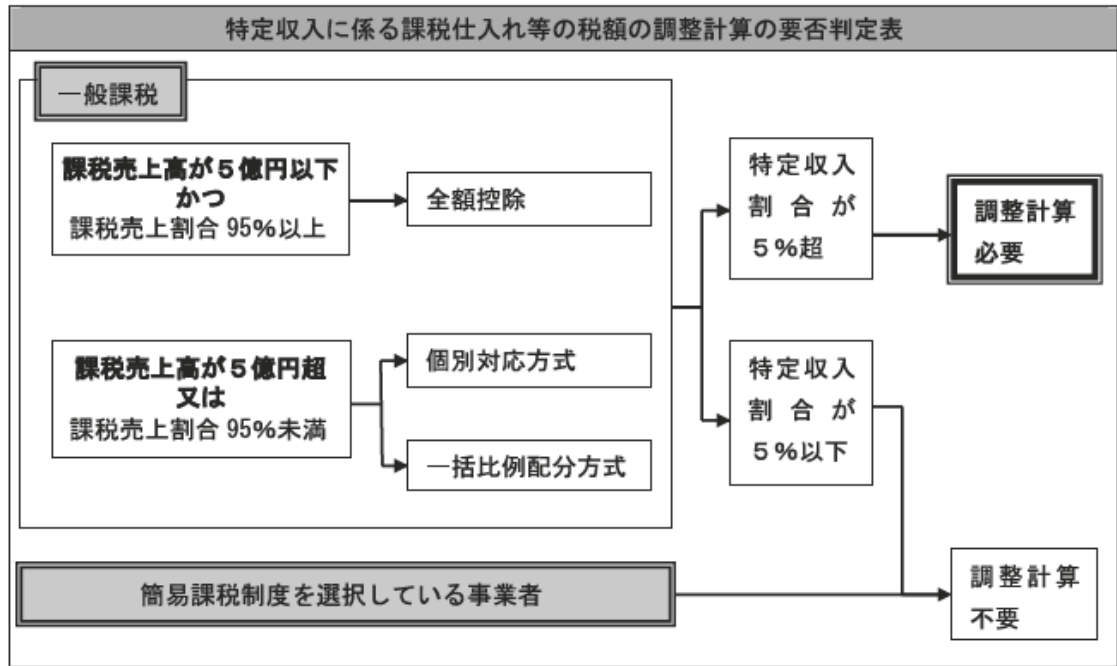 特定収入に係る課税仕入れ等の税額の調整計算の要否判定表
一般課税
課税売上高が５億円以下
かつ
課税売上割合 95%以上
全額控除
課税売上高が５億円超
又は
課税売上割合 95%未満
個別対応方式
一括比例配分方式
特定収入
割合が
５%超
調整計算
必要
特定収入
割合が
５%以下
簡易課税制度を選択している事業者
調整計算
不要